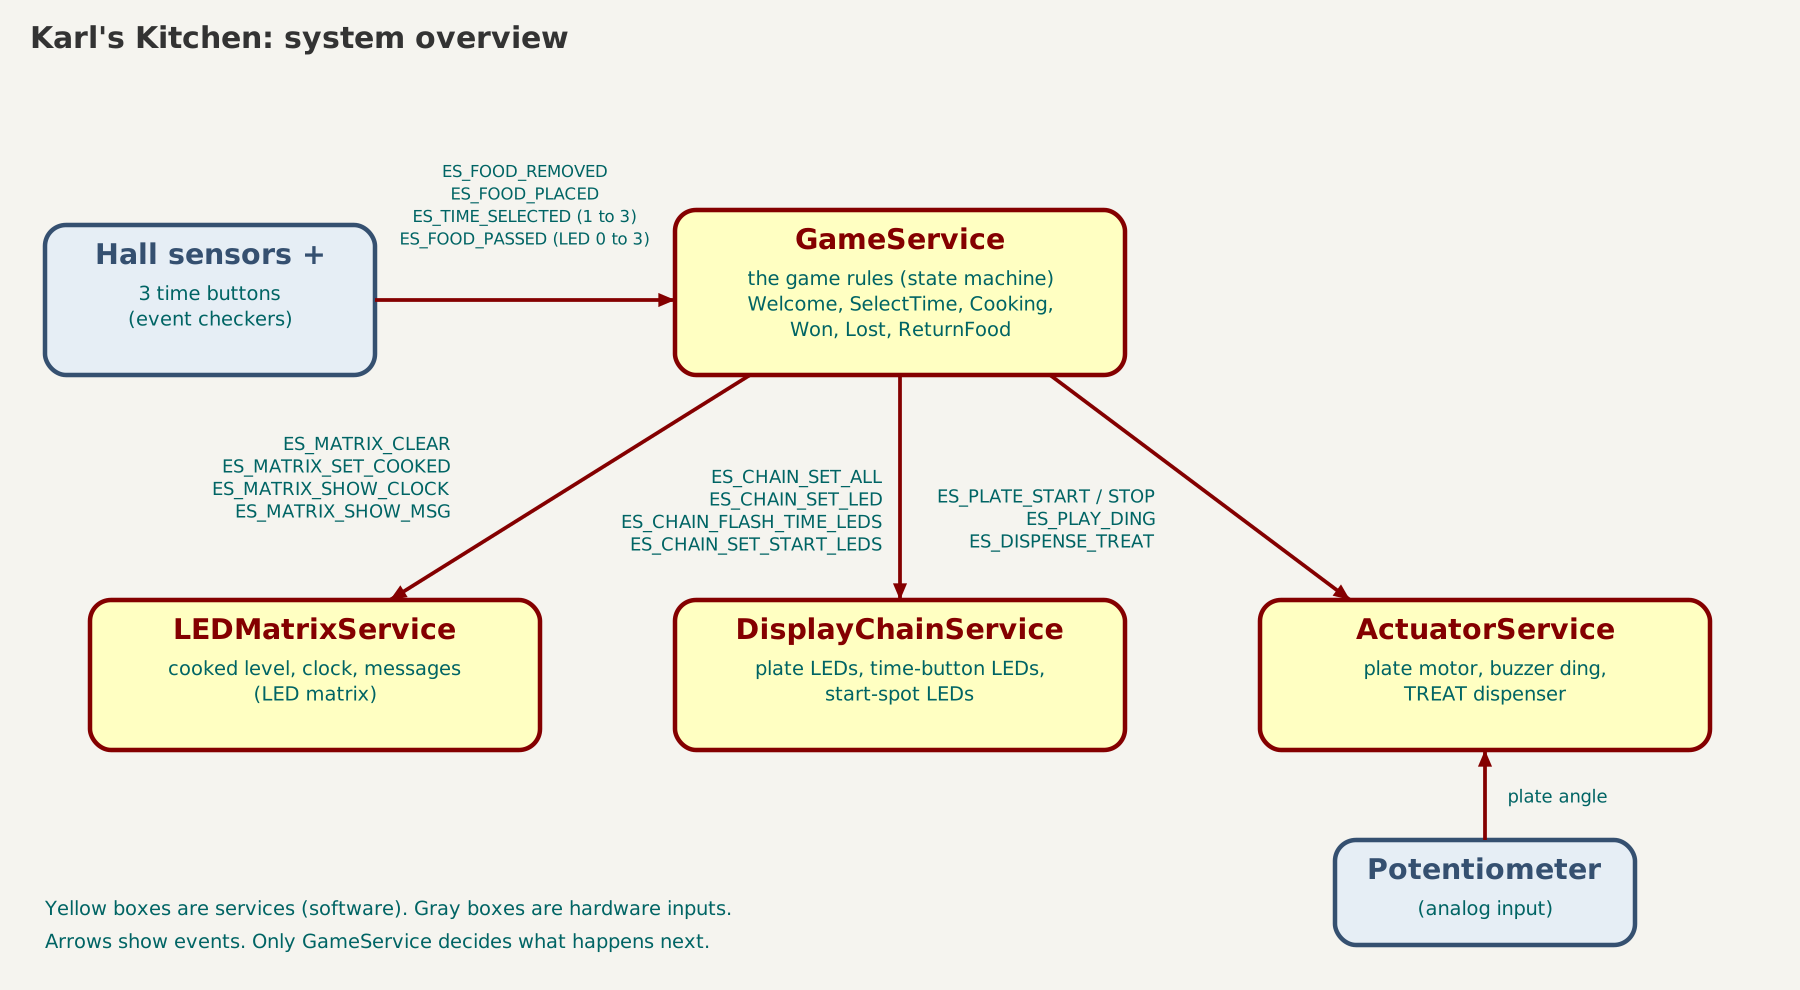 Karl's Kitchen: system overview
ES_FOOD_REMOVED
ES_FOOD_PLACED
ES_TIME_SELECTED (1 to 3)
ES_FOOD_PASSED (LED 0 to 3)
Hall sensors +
3 time buttons
(event checkers)
GameService
the game rules (state machine)
Welcome, SelectTime, Cooking,
Won, Lost, ReturnFood
ES_MATRIX_CLEAR
ES_MATRIX_SET_COOKED
ES_MATRIX_SHOW_CLOCK
ES_MATRIX_SHOW_MSG
ES_CHAIN_SET_ALL
ES_CHAIN_SET_LED
ES_CHAIN_FLASH_TIME_LEDS
ES_CHAIN_SET_START_LEDS
ES_PLATE_START / STOP
ES_PLAY_DING
ES_DISPENSE_TREAT
LEDMatrixService
cooked level, clock, messages
(LED matrix)
DisplayChainService
plate LEDs, time-button LEDs,
start-spot LEDs
ActuatorService
plate motor, buzzer ding,
TREAT dispenser
plate angle
Potentiometer
(analog input)
Yellow boxes are services (software). Gray boxes are hardware inputs.
Arrows show events. Only GameService decides what happens next.